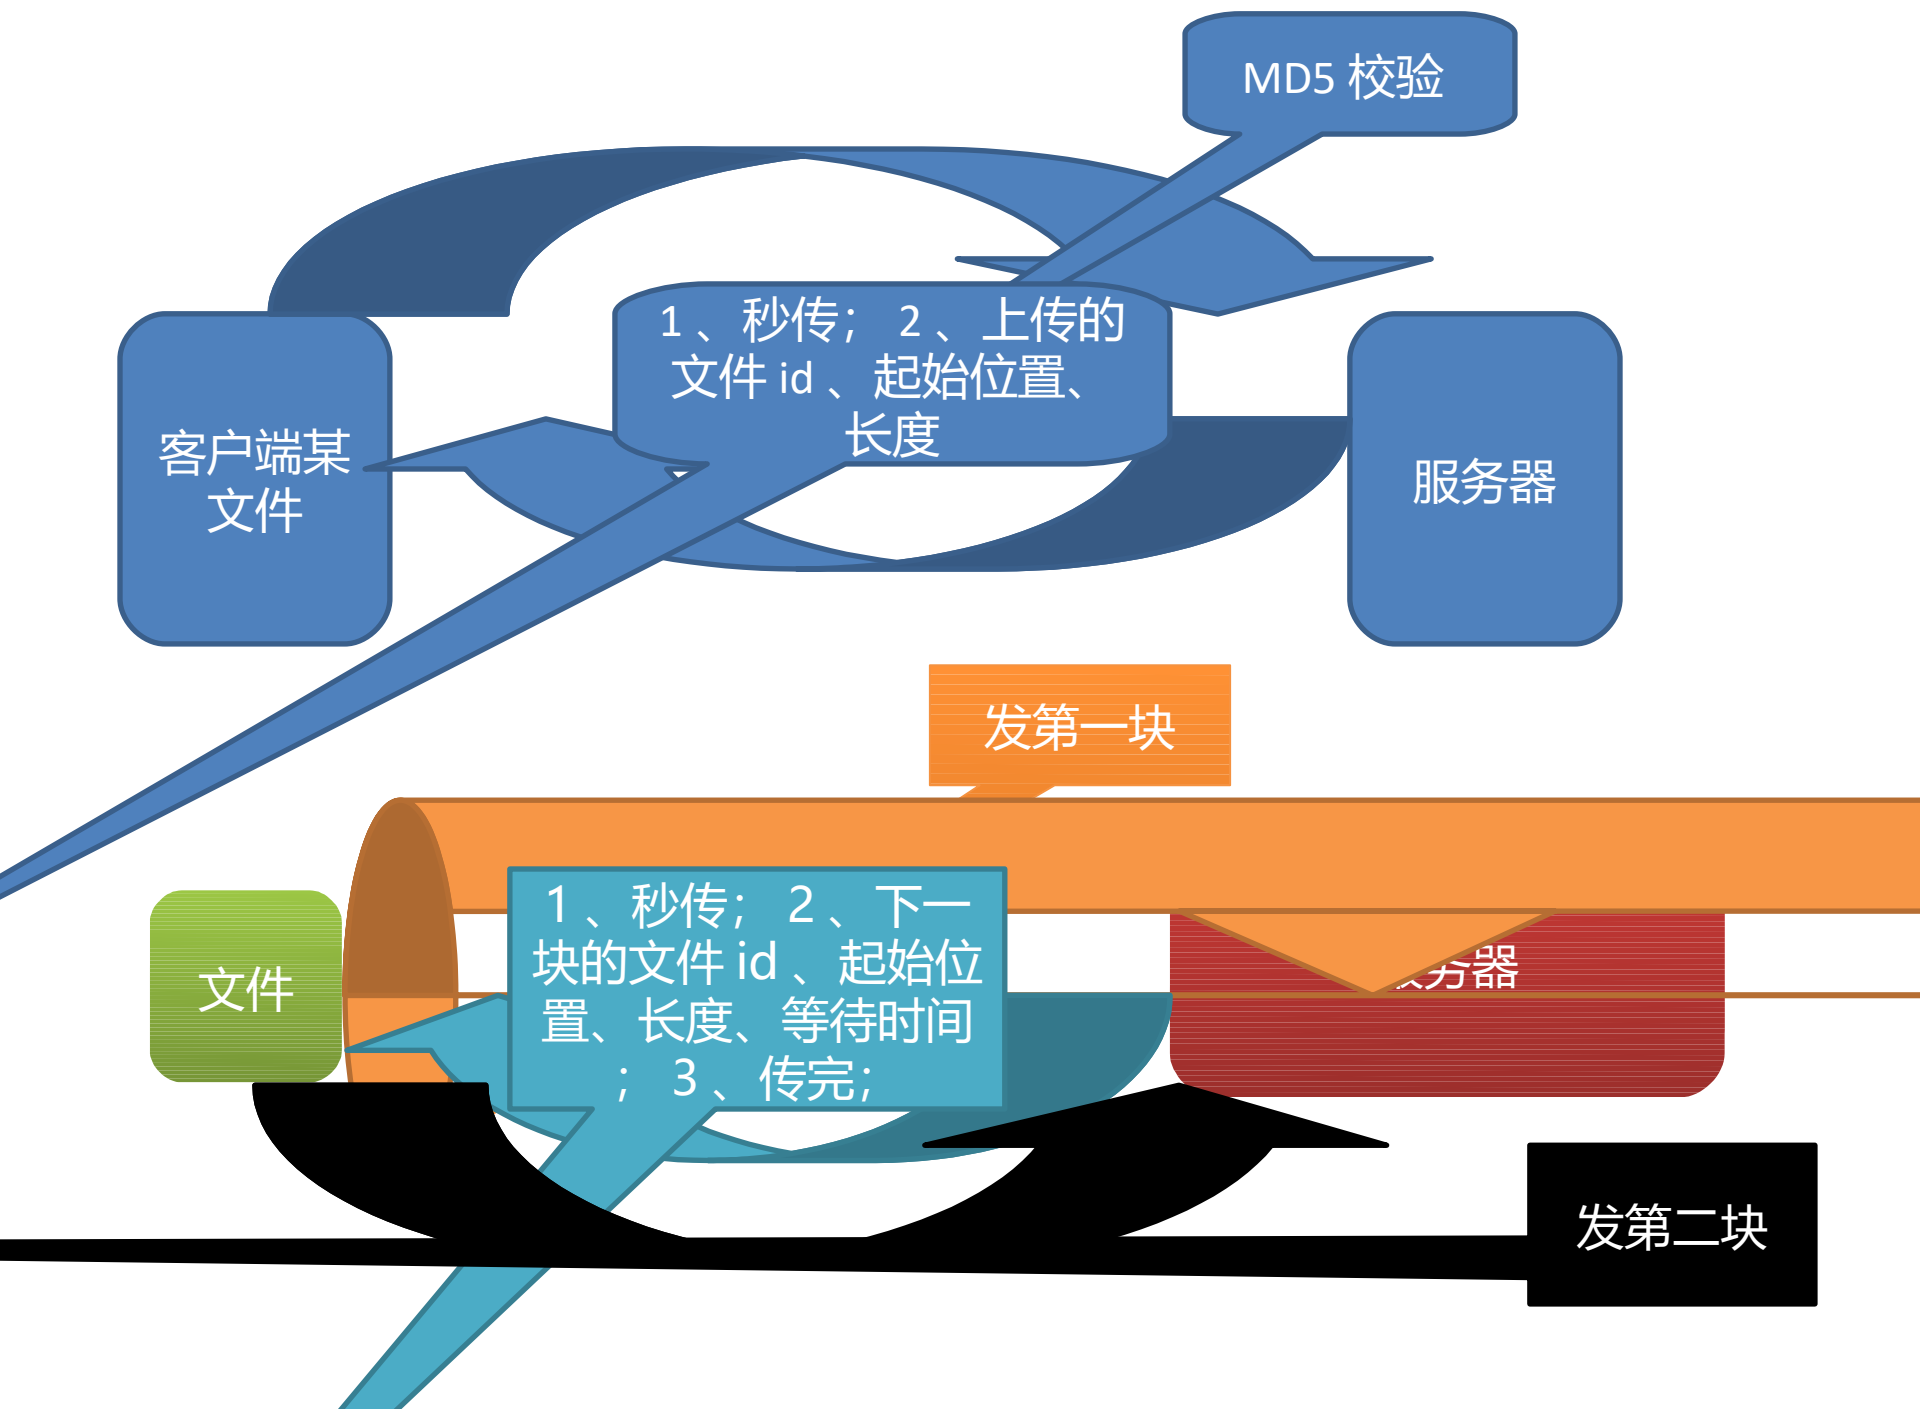 MD5 校验
1 、秒传； 2 、上传的
文件 id 、起始位置、
长度
客户端某
文件
服务器
发第一块
1 、秒传； 2 、下一
块的文件 id 、起始位
置、长度、等待时间
； 3 、传完；
文件
务器
发第二块